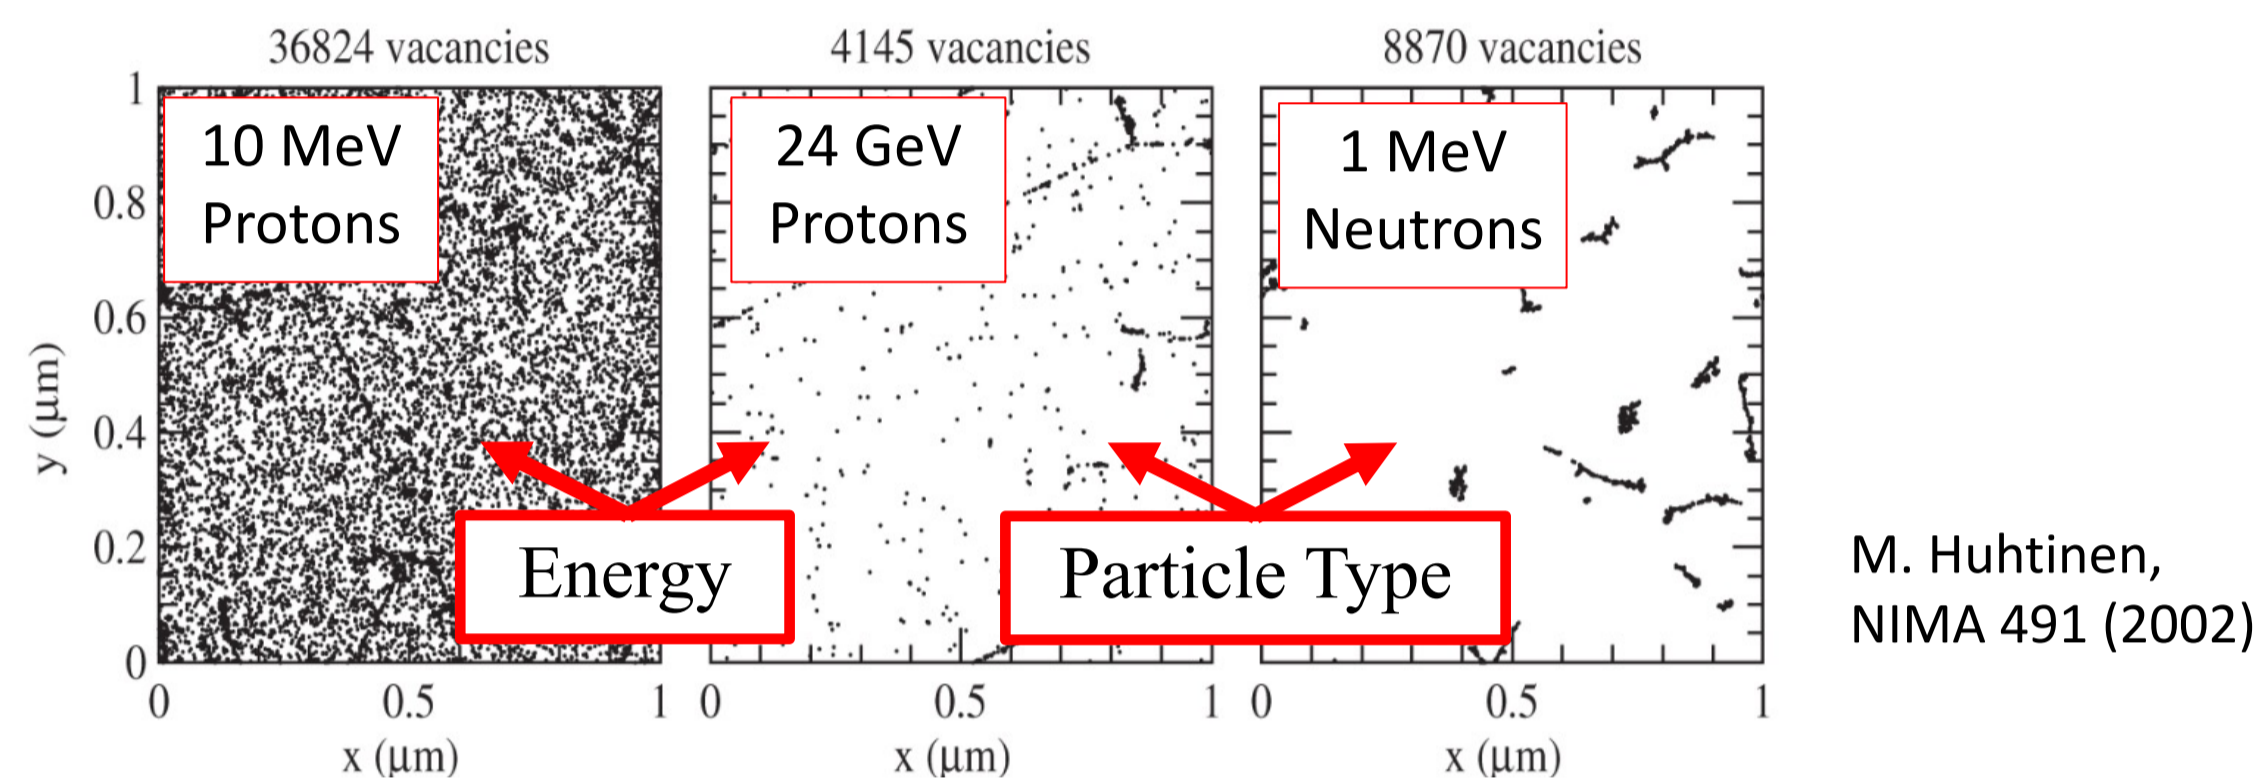 36824 vacancies
4145 vacancies
8870 vacancies
10 MeV
Protons
24 GeV
Protons
1 MeV
Neutrons
1
0.8
0.6
0.4
0.2
0
y (μm)
Energy
Particle Type
M. Huhtinen,
NIMA 491 (2002)
0 0.5 1
0 0.5 1
0 0.5 1
x (μm)
x (μm)
x (μm)